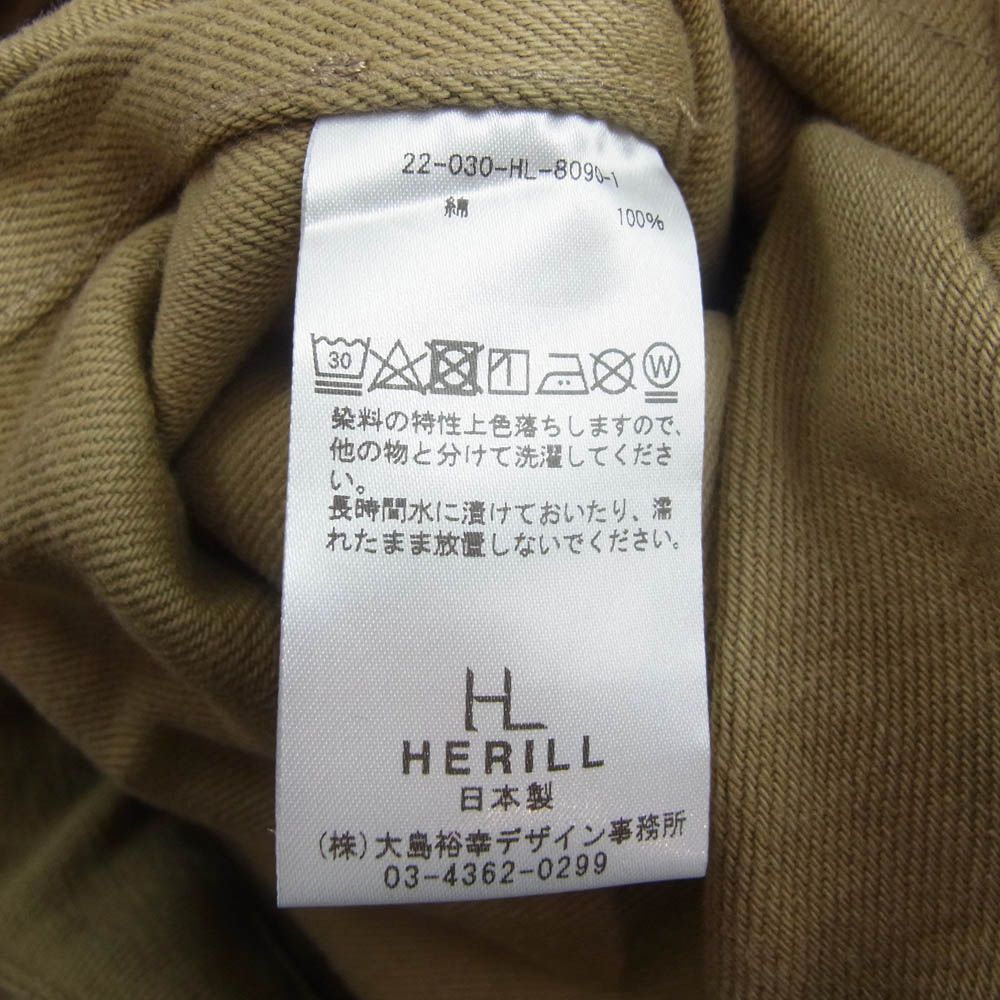 22-030-HL-8090-1
綿 100%
30
W
染料の特性上色落ちしますので、
他の物と分けて洗濯してくださ
い。
長時間水に漬けておいたり、濡
れたまま放置しないでください。
HL
HERILL
日本製
(株)大島裕幸デザイン事務所
03-4362-0299